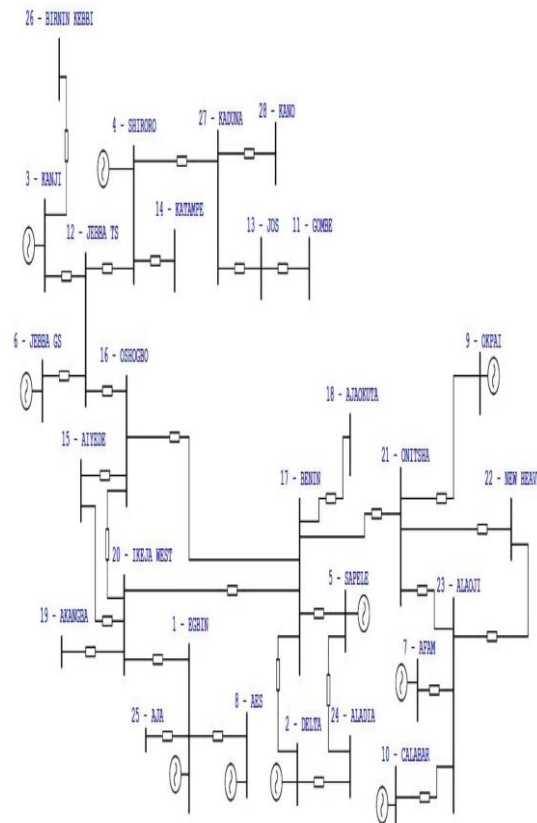 26 - BIRNIN KEBBI
4 - SHIRORO
27 - KADUNA
28 - KANO
3 - KANJI
12 - JEBBA TS
14 - KATAMPE
13 - JOS
11 - GOMBE
6 - JEBBA GS
16 - OSHOGBO
9 - OKPAI
18 - AJAOKUTA
15 - AIYEDE
17 - BENIN
21 - ONITSHA
22 - NEW HEAV
20 - IKEJA WEST
5 - SAPELE
23 - ALAOJI
19 - AKANGBA
1 - EGBIN
7 - AFAM
25 - AJA
8 - AES
2 - DELTA
24 - ALADIA
10 - CALABAR